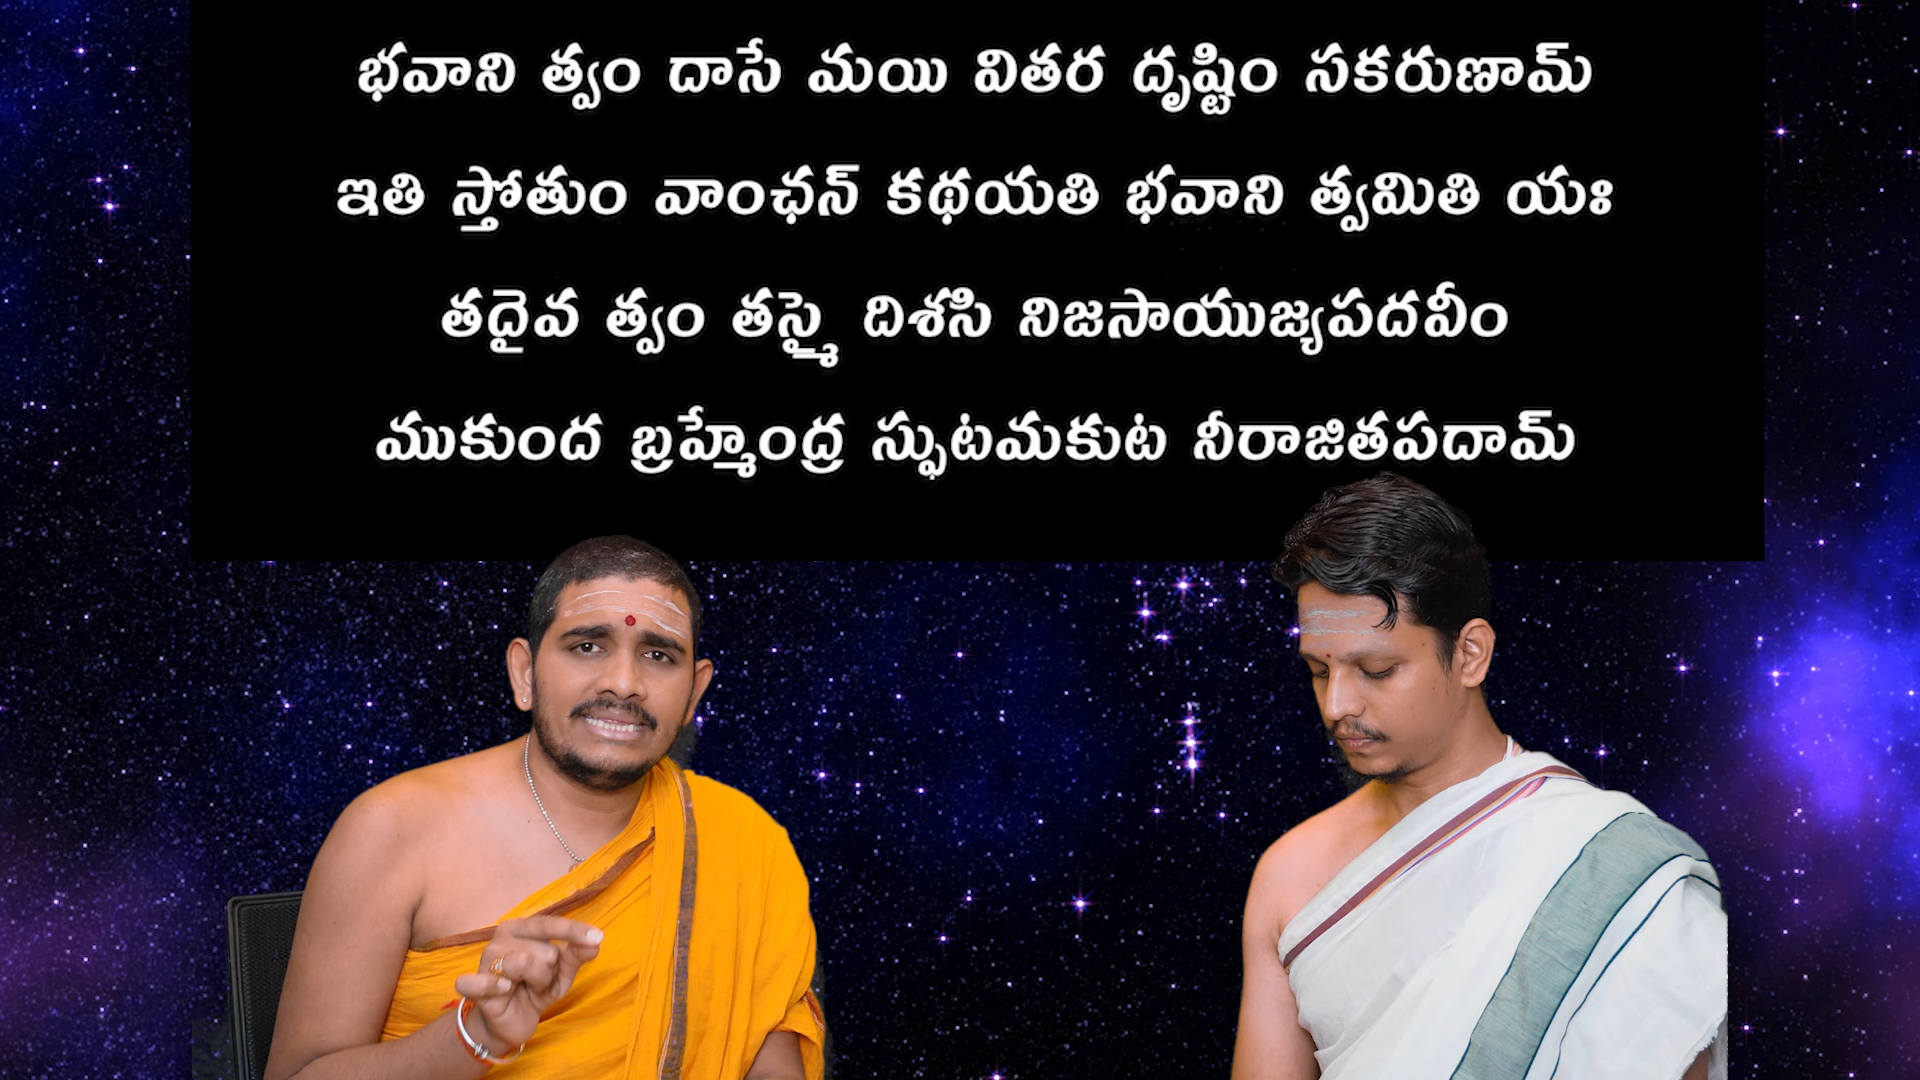 భవాని త్వం దాసే మయి వితర దృష్టిం సకరుణామ్
ఇతి స్తోతుం వాంఛన్ కథయతి భవాని త్వమితి యః
తదైవ త్వం తస్మై దిశసి నిజసాయుజ్యపదవీం
ముకుంద బ్రహ్మేంద్ర స్ఫుటమకుట నీరాజితపదామ్